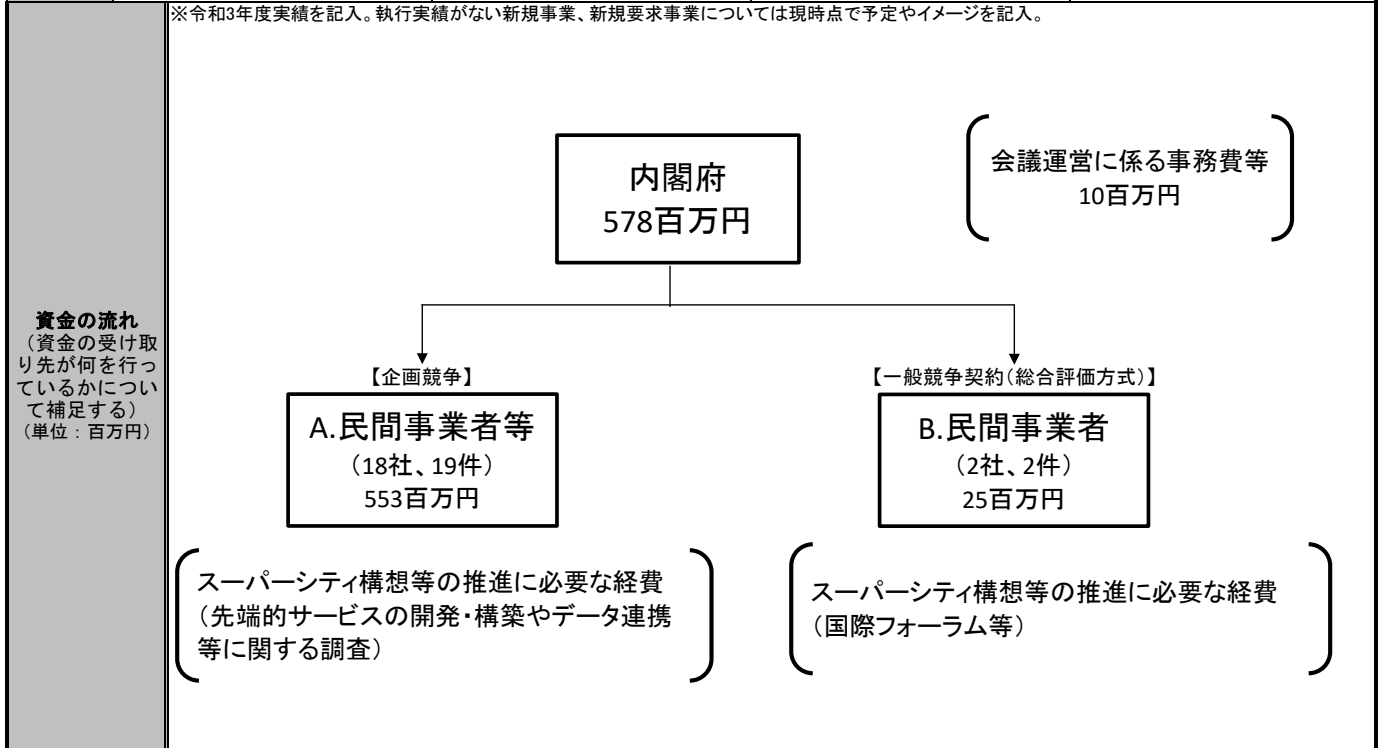 ※令和3年度実績を記入。執行実績がない新規事業、新規要求事業については現時点で予定やイメージを記入。
資金の流れ
（資金の受け取
り先が何を行っ
ているかについ
て補足する）
（単位：百万円）
内閣府
578百万円
会議運営に係る事務費等
10百万円
【企画競争】
A.民間事業者等
（18社、19件）
553百万円
スーパーシティ構想等の推進に必要な経費
（先端的サービスの開発・構築やデータ連携
等に関する調査）
【一般競争契約（総合評価方式）】
B.民間事業者
（2社、2件）
25百万円
スーパーシティ構想等の推進に必要な経費
（国際フォーラム等）